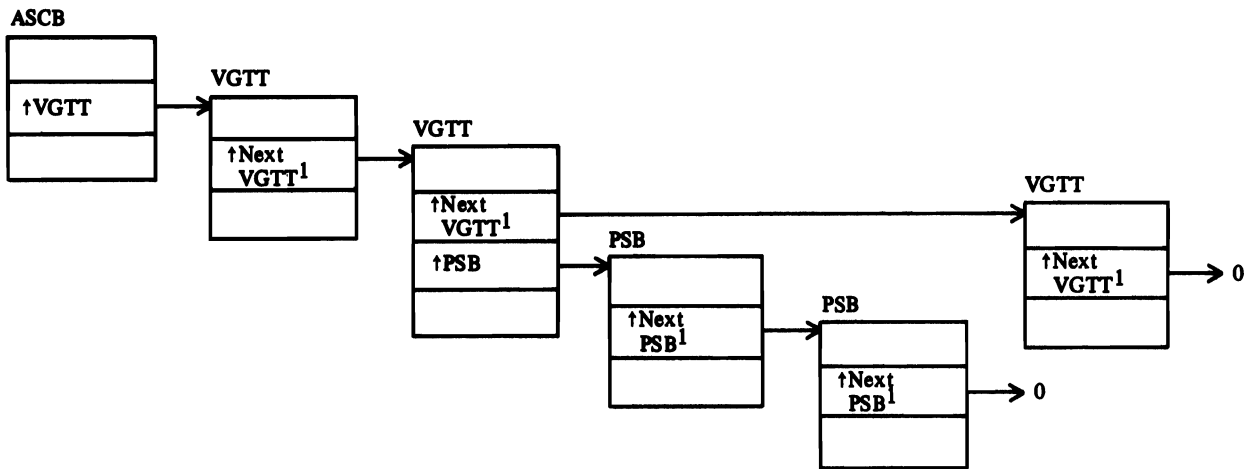 ASCB
↑VGTT
VGTT
↑Next
VGTT¹
VGTT
↑Next
VGTT¹
↑PSB
PSB
↑Next
PSB¹
PSB
↑Next
PSB¹
0
VGTT
↑Next
VGTT¹
0